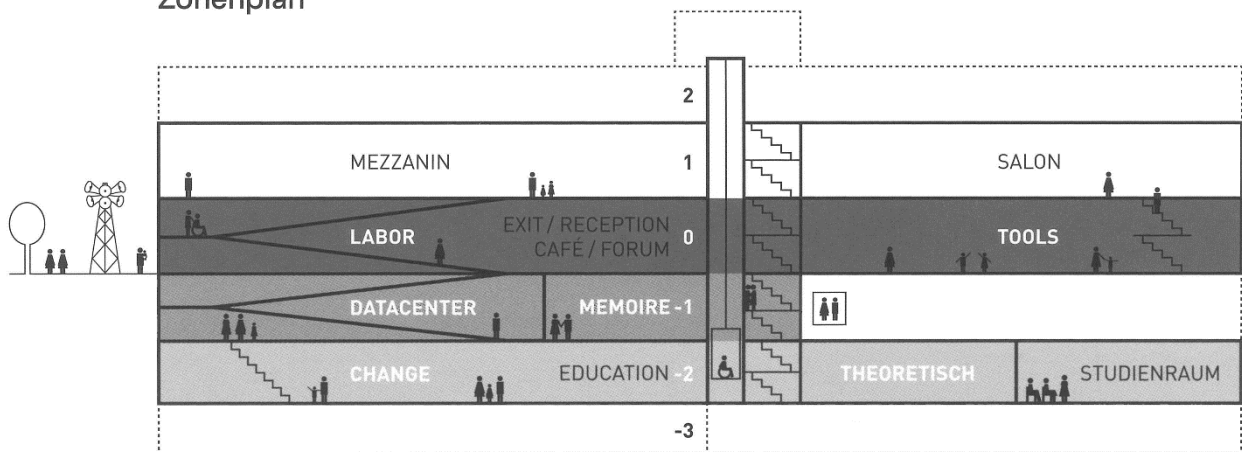 Zonenplan
2
MEZZANIN 1 SALON
EXIT / RECEPTION
LABOR 0 TOOLS
CAFÉ / FORUM
DATACENTER MEMOIRE -1
CHANGE EDUCATION -2 THEORETISCH STUDIENRAUM
-3